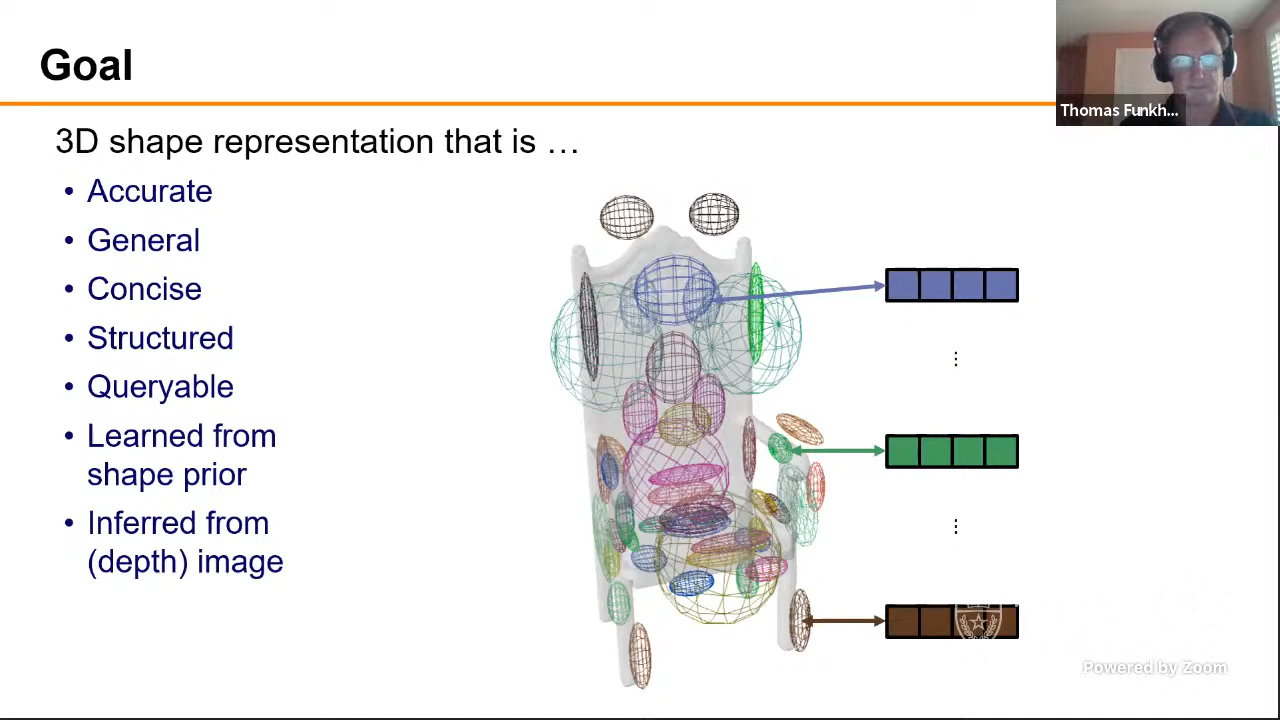 Goal
Thomas Funkh...
3D shape representation that is …
• Accurate
• General
• Concise
• Structured
• Queryable
• Learned from
shape prior
• Inferred from
(depth) image
⋮
⋮
Powered by Zoom